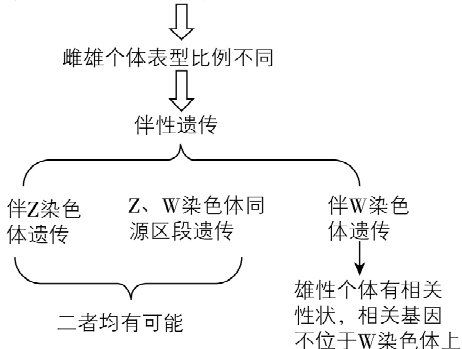 雌雄个体表型比例不同
伴性遗传
伴Z染色
体遗传
Z、W染色体同
源区段遗传
伴W染色
体遗传
二者均有可能
雄性个体有相关
性状，相关基因
不位于W染色体上